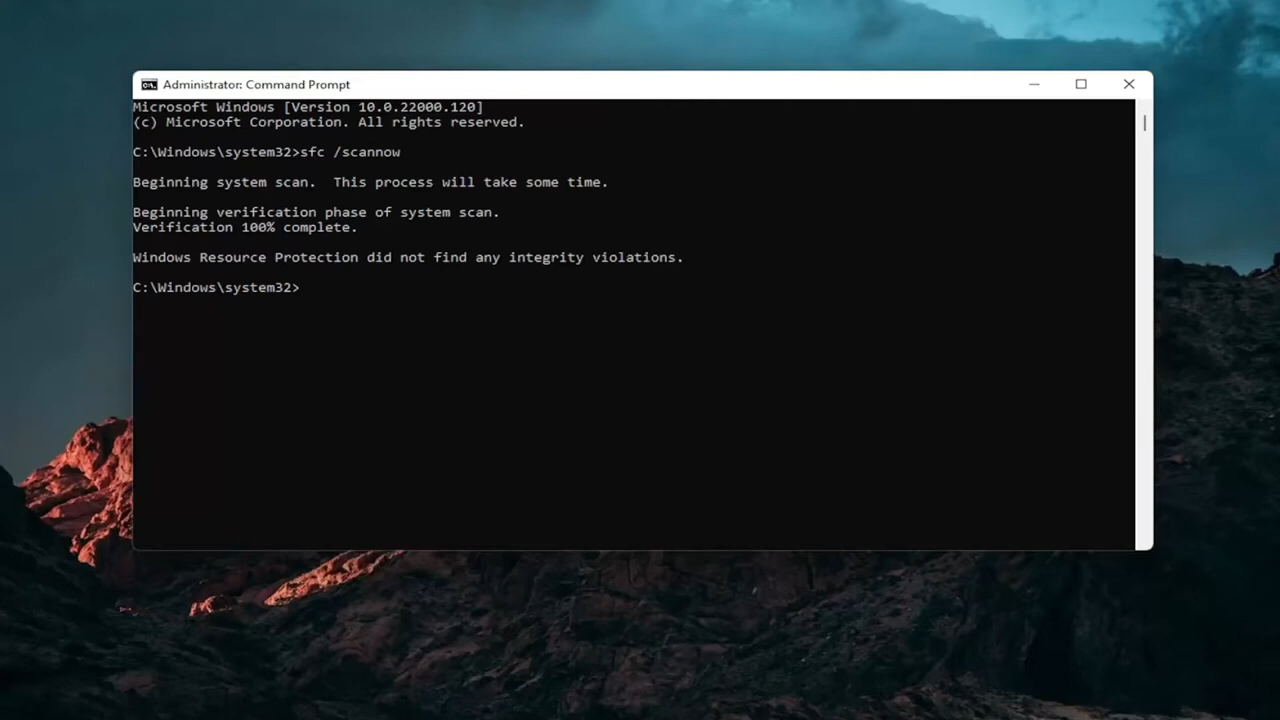 Administrator: Command Prompt
Microsoft Windows [Version 10.0.22000.120]
(c) Microsoft Corporation. All rights reserved.
C:\Windows\system32>sfc /scannow
Beginning system scan.  This process will take some time.
Beginning verification phase of system scan.
Verification 100% complete.
Windows Resource Protection did not find any integrity violations.
C:\Windows\system32>